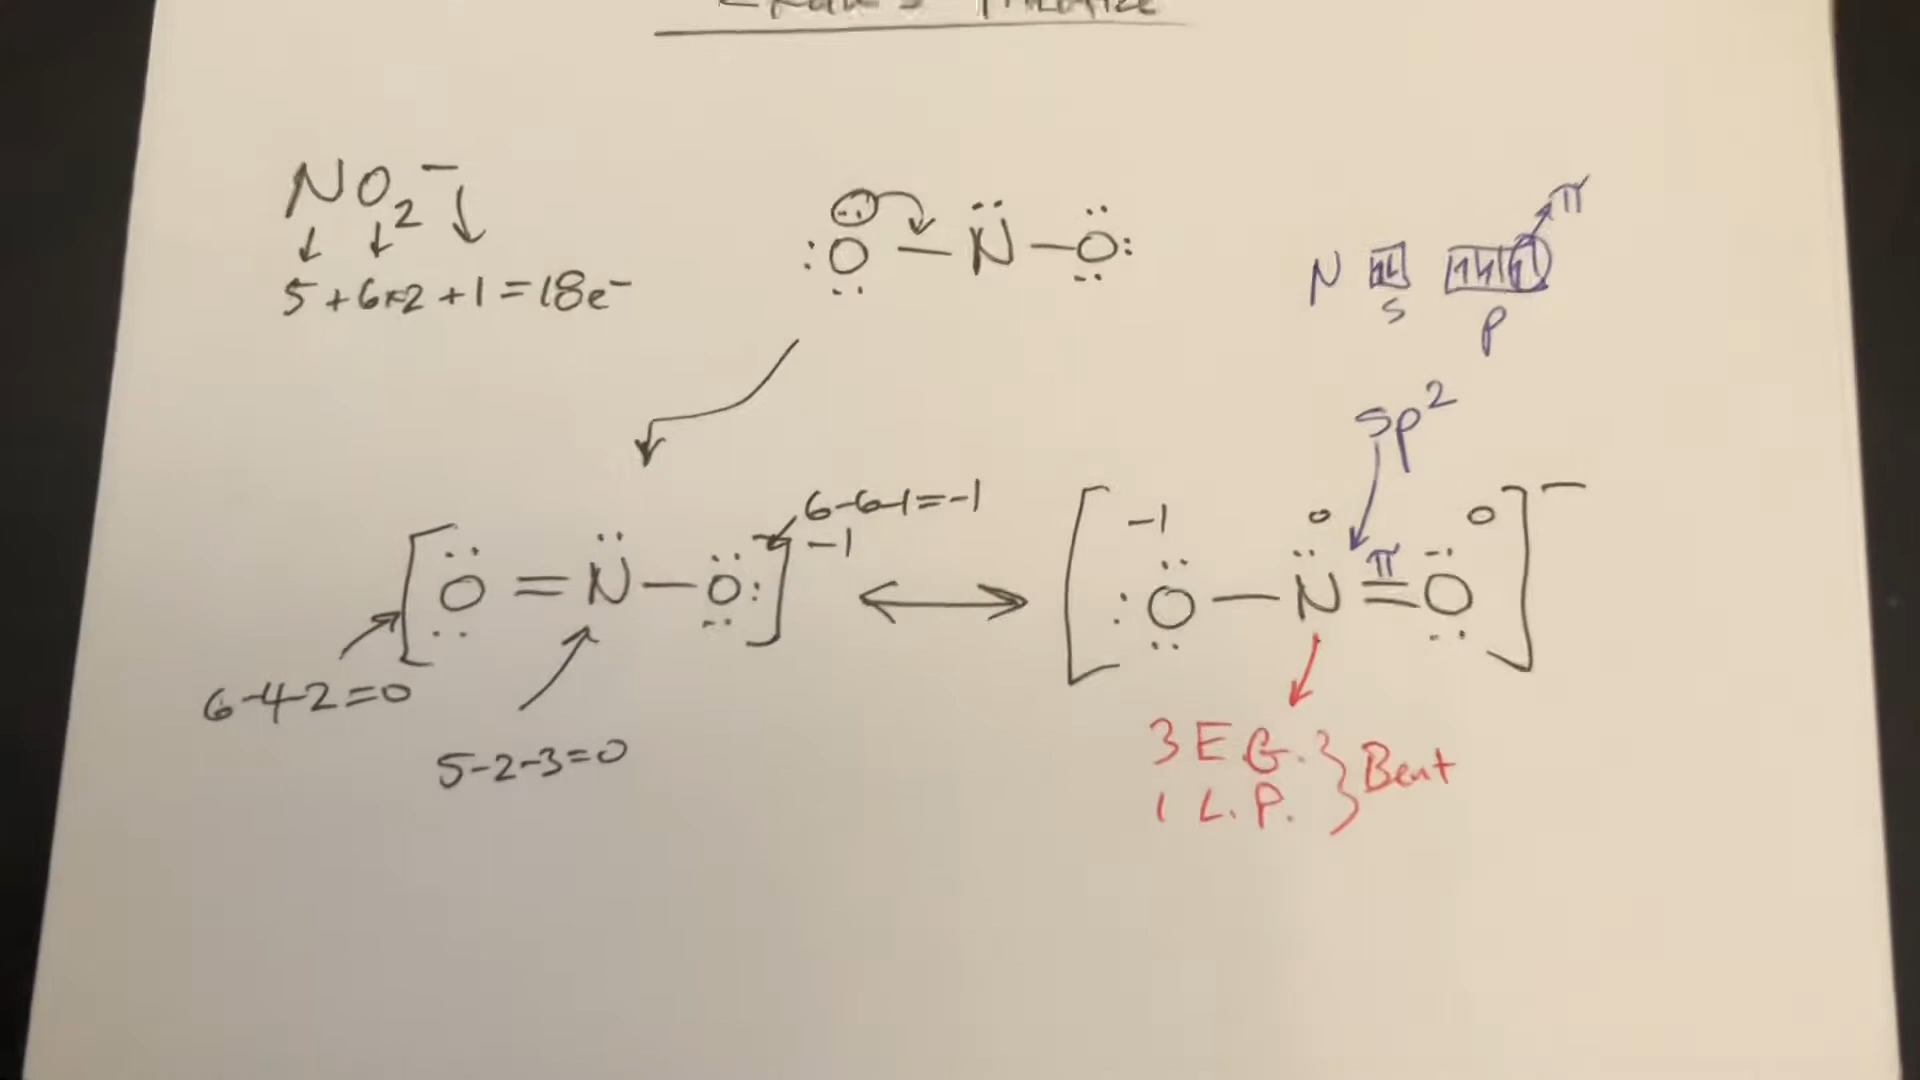 NO2 −
5 + 6×2 + 1 = 18e−
:O − N − O:
N
s
p
π
sp²
6-6-1=-1
-1
[O = N − O:]
-1 0 0 −
[:O − N = O]
π
6-4-2=0
5-2-3=0
3 E.G.
1 L.P.
Bent